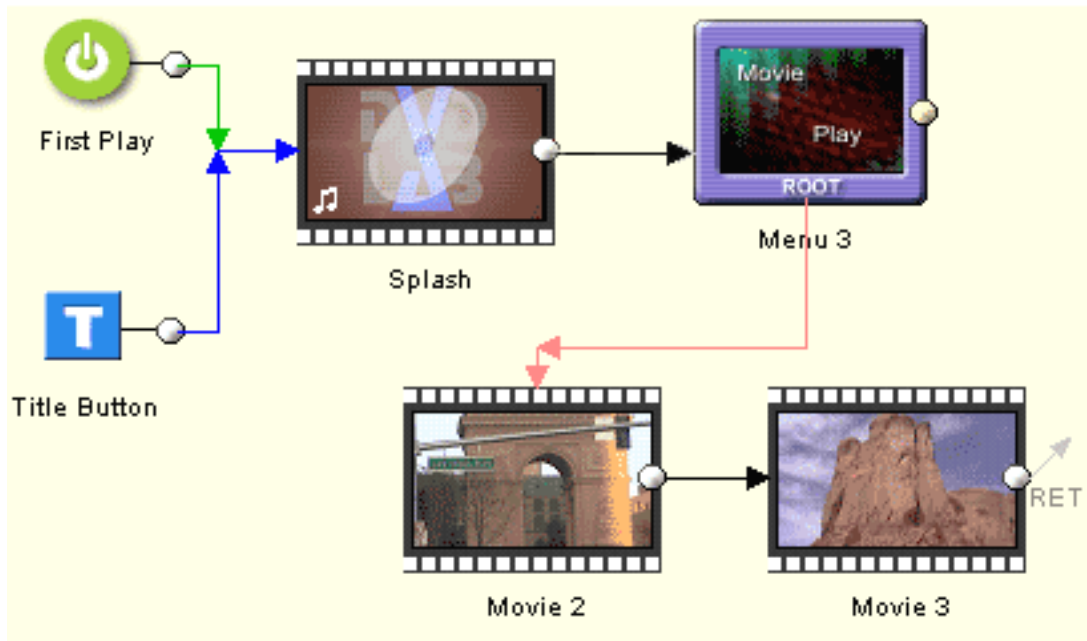 First Play
Movie
Play
ROOT
Menu 3
Splash
T
Title Button
RET
Movie 2
Movie 3